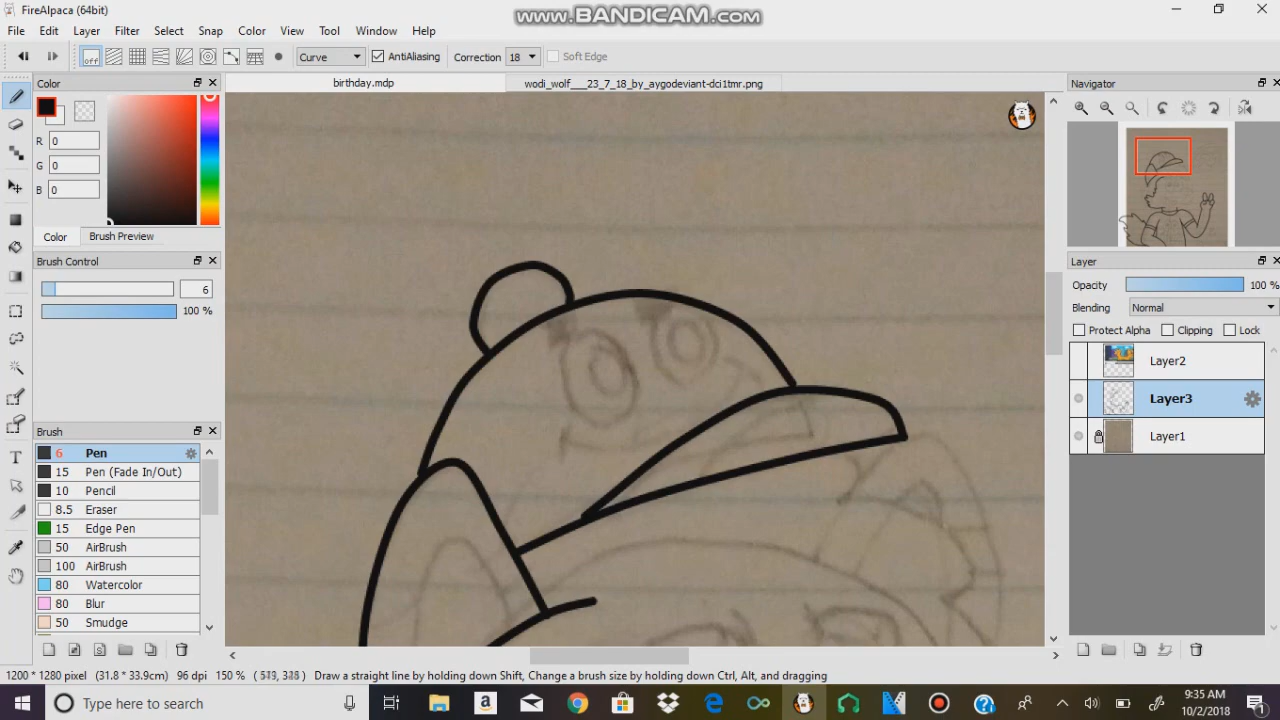 FireAlpaca (64bit)
www.BANDICAM.com
File Edit Layer Filter Select Snap Color View Tool Window Help
off Curve AntiAliasing Correction 18 Soft Edge
Color
birthday.mdp
wodi_wolf___23_7_18_by_aygodeviant-dci1tmr.png
Navigator
R 0
G 0
B 0
Color Brush Preview
Brush Control
6
100 %
Brush
6 Pen
15 Pen (Fade In/Out)
10 Pencil
8.5 Eraser
15 Edge Pen
50 AirBrush
100 AirBrush
80 Watercolor
80 Blur
50 Smudge
Layer
Opacity 100 %
Blending Normal
Protect Alpha Clipping Lock
Layer2
Layer3
Layer1
1200 * 1280 pixel (31.8 * 33.9cm) 96 dpi 150 % Draw a straight line by holding down Shift, Change a brush size by holding down Ctrl, Alt, and dragging
Type here to search
9:35 AM
10/2/2018
1